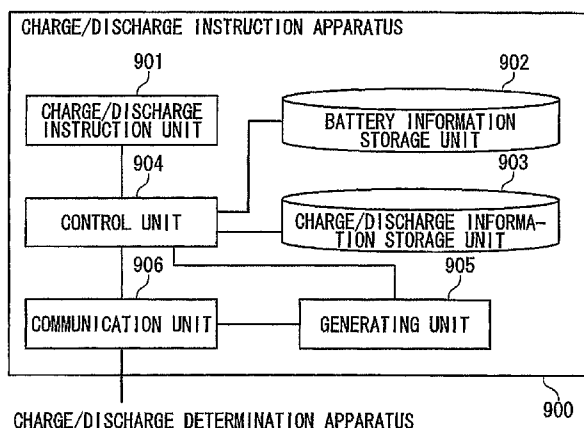 CHARGE/DISCHARGE INSTRUCTION APPARATUS
901
902
CHARGE/DISCHARGE
INSTRUCTION UNIT
BATTERY INFORMATION
STORAGE UNIT
904
903
CONTROL UNIT
CHARGE/DISCHARGE INFORMA-
TION STORAGE UNIT
906
905
COMMUNICATION UNIT
GENERATING UNIT
900
CHARGE/DISCHARGE DETERMINATION APPARATUS